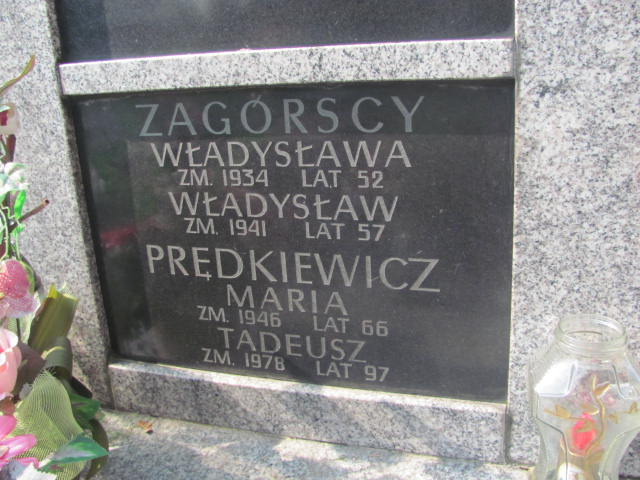 ZAGÓRSCY
WŁADYSŁAWA
ZM. 1934 LAT 52
WŁADYSŁAW
ZM. 1941 LAT 57
PRĘDKIEWICZ
MARIA
ZM. 1946 LAT 66
TADEUSZ
ZM. 1978 LAT 97